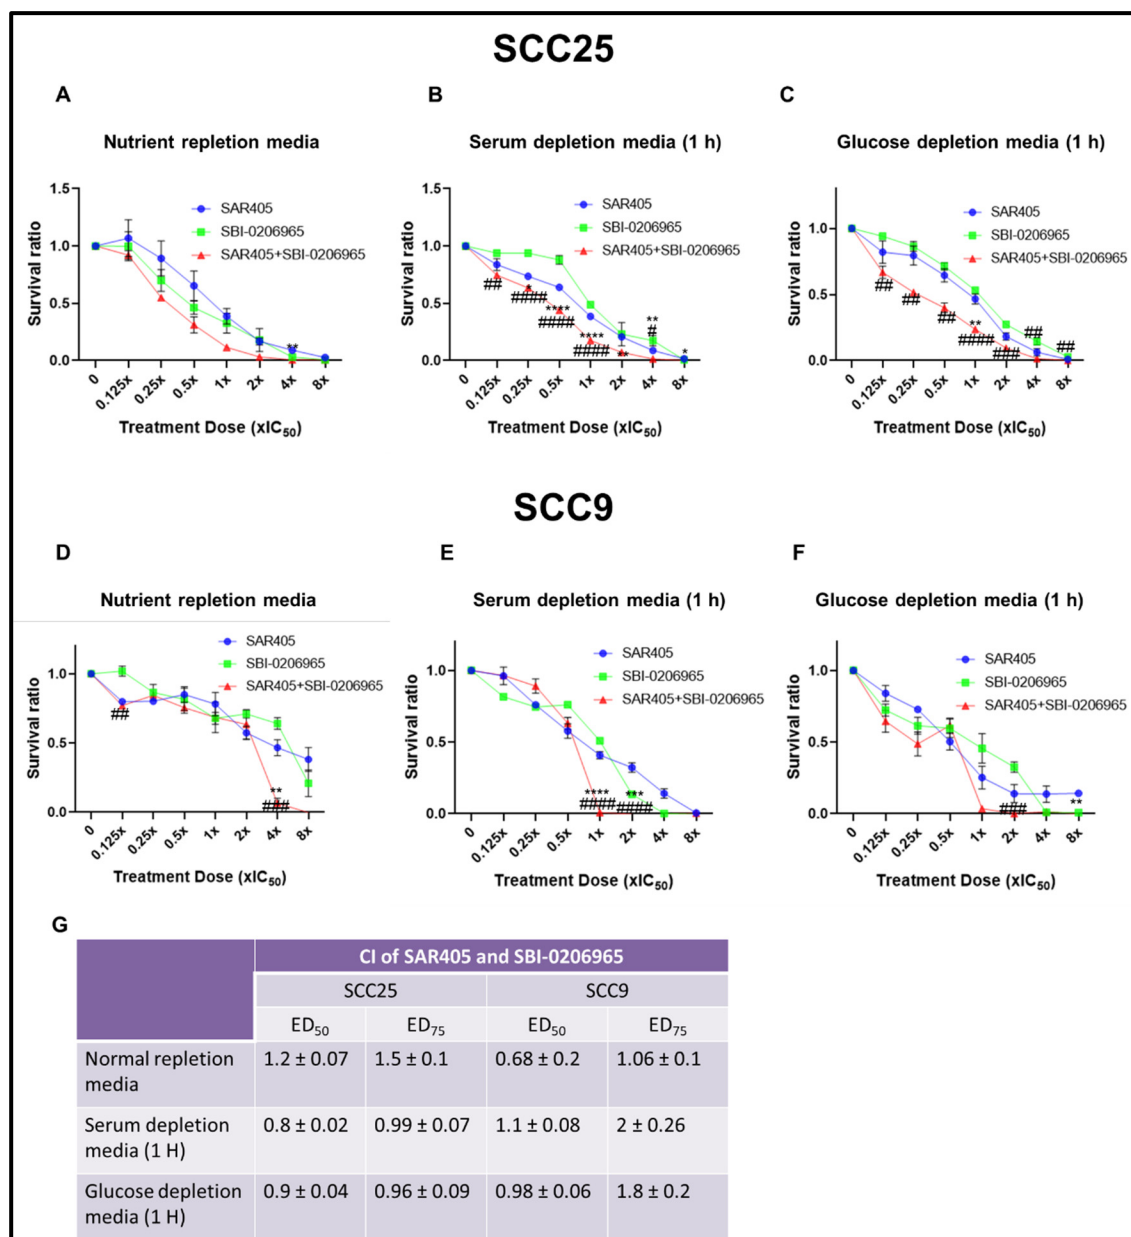 SCC25
A
B
C
Nutrient repletion media
Serum depletion media (1 h)
Glucose depletion media (1 h)
1.5
1.0
0.5
0.0
Survival ratio
SAR405
SBI-0206965
SAR405+SBI-0206965
**
0
0.125x
0.25x
0.5x
1x
2x
4x
8x
Treatment Dose (xIC50)
1.5
1.0
0.5
0.0
Survival ratio
SAR405
SBI-0206965
SAR405+SBI-0206965
##
*
####
****
####
****
####
**
**
#
*
0
0.125x
0.25x
0.5x
1x
2x
4x
8x
Treatment Dose (xIC50)
1.0
0.5
0.0
Survival ratio
SAR405
SBI-0206965
SAR405+SBI-0206965
##
##
##
**
####
###
##
##
0
0.125x
0.25x
0.5x
1x
2x
4x
8x
Treatment Dose (xIC50)
SCC9
D
E
F
Nutrient repletion media
Serum depletion media (1 h)
Glucose depletion media (1 h)
1.0
0.5
0.0
Survival ratio
SAR405
SBI-0206965
SAR405+SBI-0206965
##
**
###
0
0.125x
0.25x
0.5x
1x
2x
4x
8x
Treatment Dose (xIC50)
1.0
0.5
0.0
Survival ratio
SAR405
SBI-0206965
SAR405+SBI-0206965
****
####
***
####
0
0.125x
0.25x
0.5x
1x
2x
4x
8x
Treatment Dose (xIC50)
1.0
0.5
0.0
Survival ratio
SAR405
SBI-0206965
SAR405+SBI-0206965
###
**
0
0.125x
0.25x
0.5x
1x
2x
4x
8x
Treatment Dose (xIC50)
G
CI of SAR405 and SBI-0206965
SCC25 SCC9
ED50 ED75 ED50 ED75
Normal repletion media 1.2 ± 0.07 1.5 ± 0.1 0.68 ± 0.2 1.06 ± 0.1
Serum depletion media (1 H) 0.8 ± 0.02 0.99 ± 0.07 1.1 ± 0.08 2 ± 0.26
Glucose depletion media (1 H) 0.9 ± 0.04 0.96 ± 0.09 0.98 ± 0.06 1.8 ± 0.2